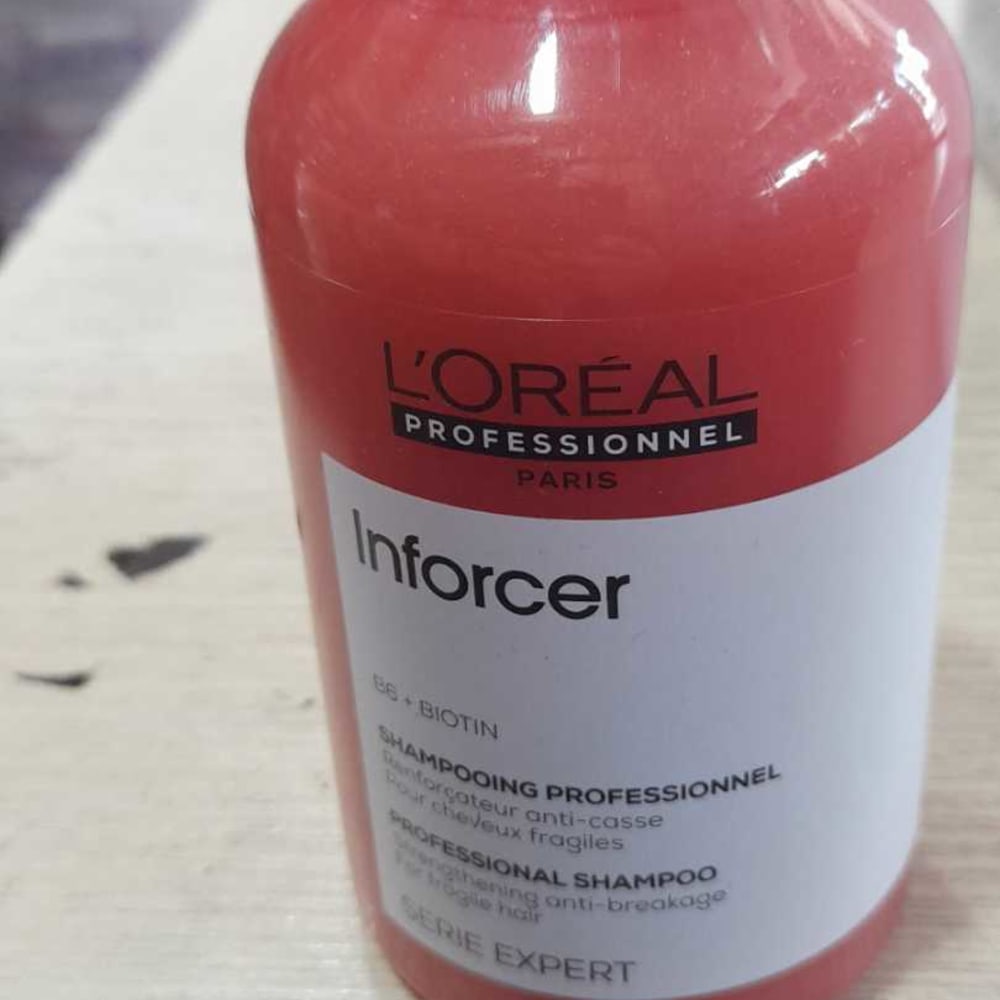 L'ORÉAL
PROFESSIONNEL
PARIS
Inforcer
B6 + BIOTIN
SHAMPOOING PROFESSIONNEL
Renforçateur anti-casse
Pour cheveux fragiles
PROFESSIONAL SHAMPOO
Strengthening anti-breakage
For fragile hair
SERIE EXPERT